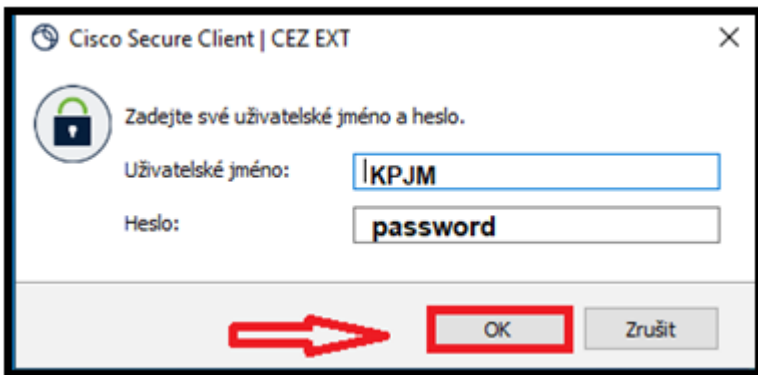 Cisco Secure Client | CEZ EXT
Zadejte své uživatelské jméno a heslo.
Uživatelské jméno: KPJM
Heslo: password
OK Zrušit